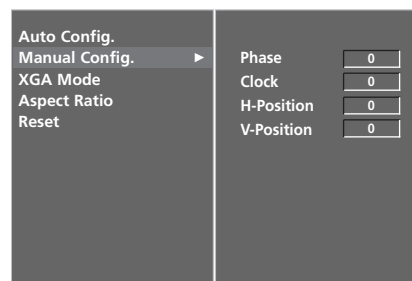 Auto Config.
Manual Config. ►
XGA Mode
Aspect Ratio
Reset
Phase 0
Clock 0
H-Position 0
V-Position 0